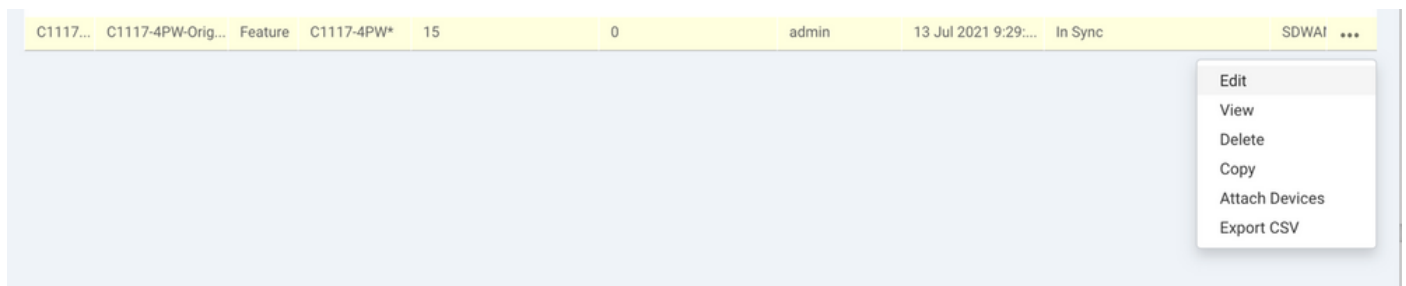 C1117... C1117-4PW-Orig... Feature C1117-4PW* 15 0 admin 13 Jul 2021 9:29:... In Sync SDWAN ...
Edit
View
Delete
Copy
Attach Devices
Export CSV